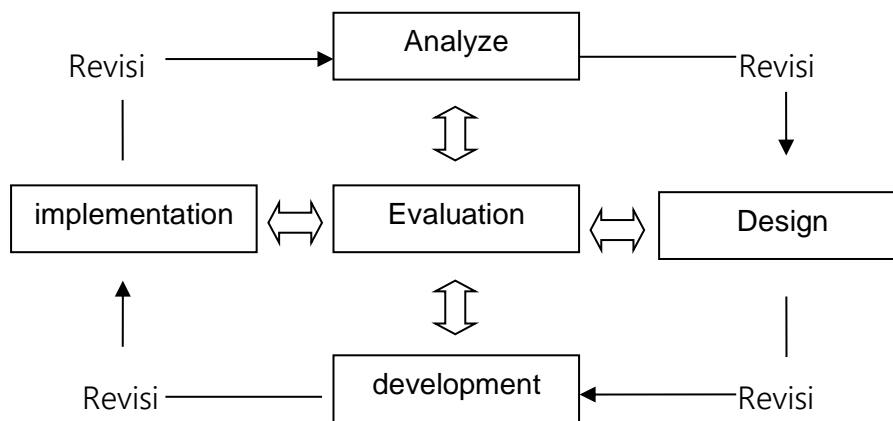 Analyze
Revisi
Revisi
implementation
Evaluation
Design
development
Revisi
Revisi